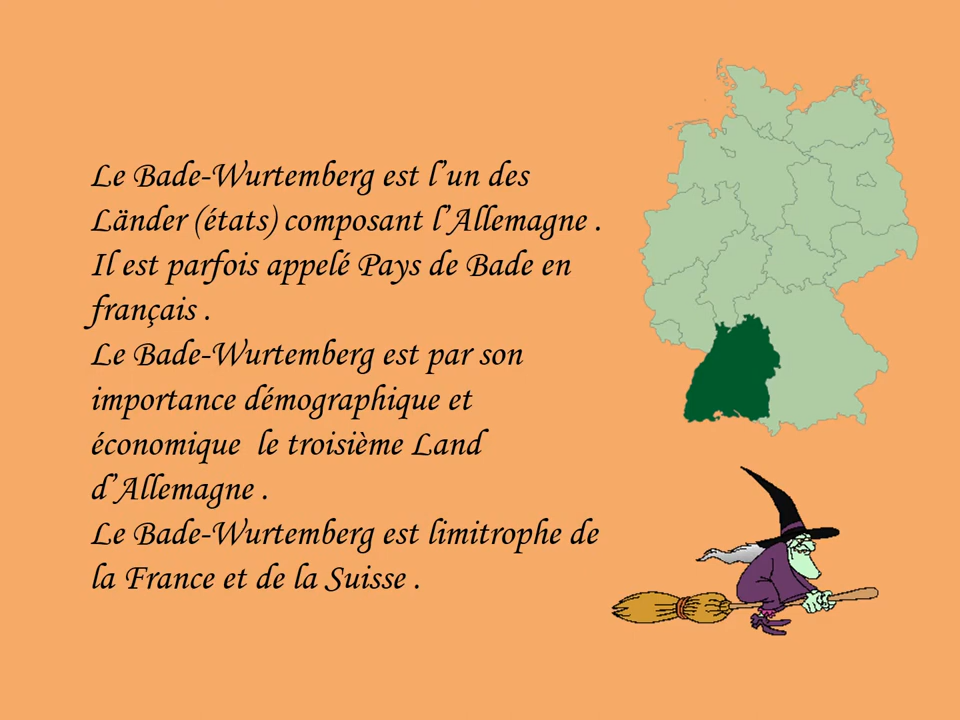 Le Bade-Wurtemberg est l’un des
Länder (états) composant l’Allemagne .
Il est parfois appelé Pays de Bade en
français .
Le Bade-Wurtemberg est par son
importance démographique et
économique  le troisième Land
d’Allemagne .
Le Bade-Wurtemberg est limitrophe de
la France et de la Suisse .